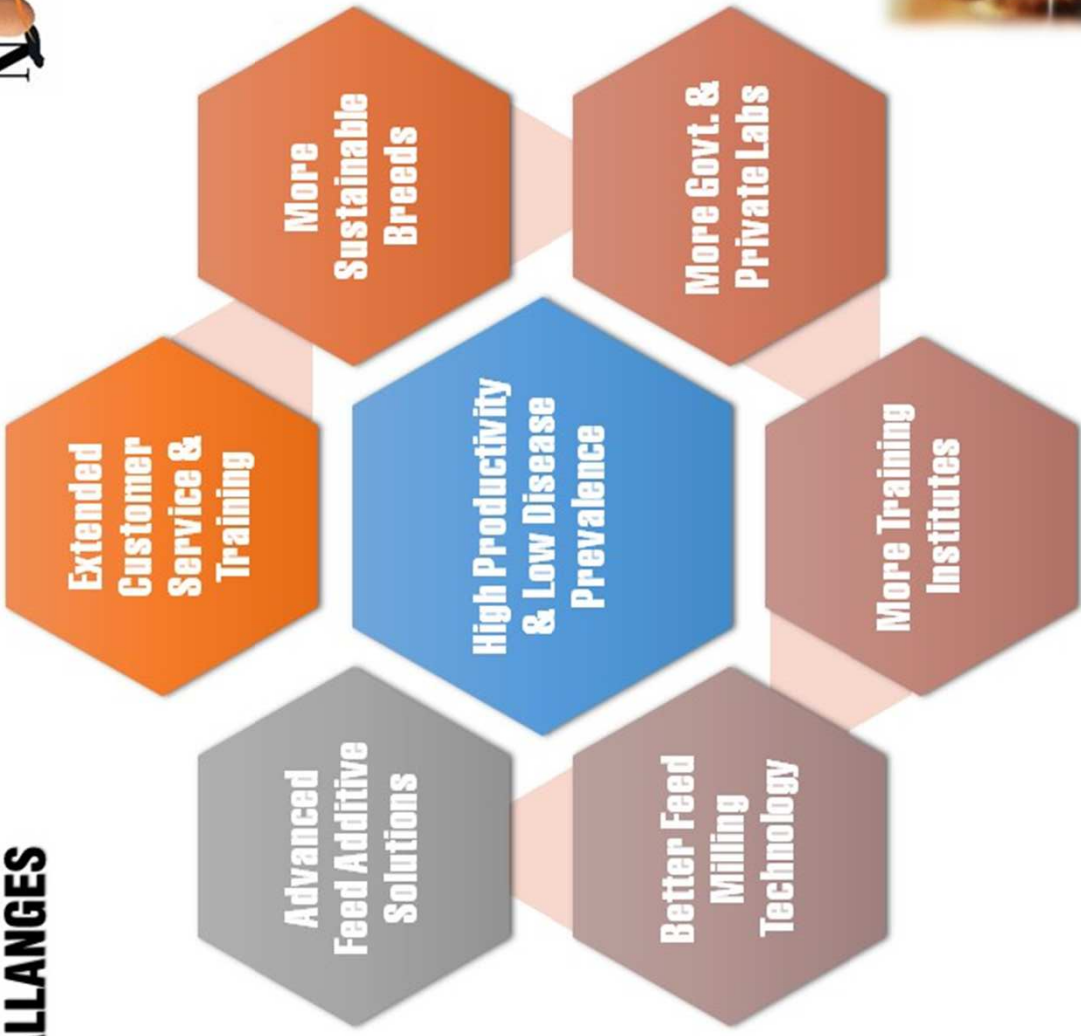 LLANGES
Extended
Customer
Service &
Training
Advanced
Feed Additive
Solutions
More
Sustainable
Breeds
High Productivity
& Low Disease
Prevalence
Better Feed
Milling
Technology
More Govt. &
Private Labs
More Training
Institutes